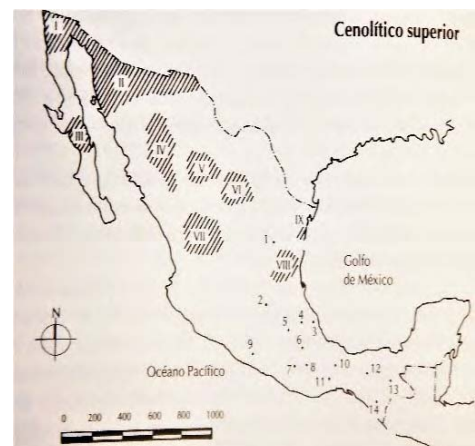 Cenolítico superior
I
II
III
IV
V
VI
VII
IX
VIII
1
Golfo
de México
2
4
3
5
6
9
7
8
10
12
11
13
14
N
Océano Pacífico
0 200 400 600 800 1000